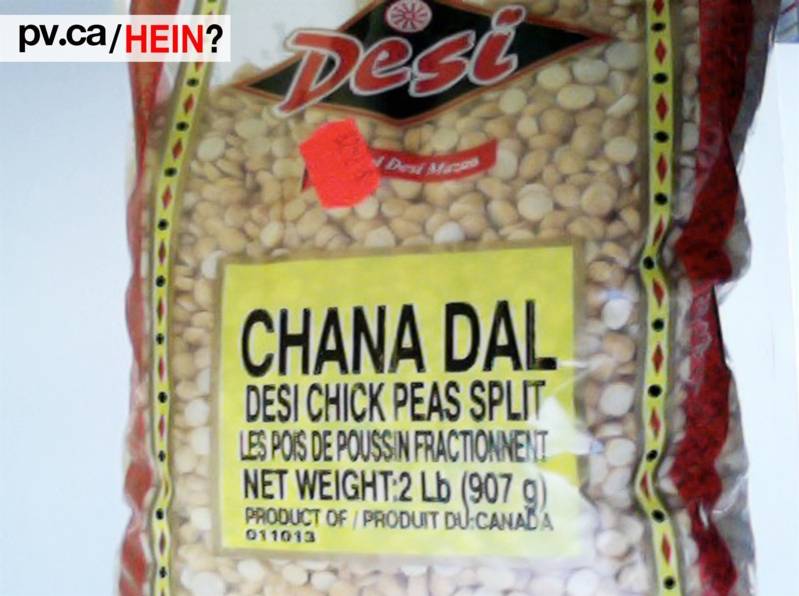 pv.ca/HEIN?
Desi
Desi
CHANA DAL
DESI CHICK PEAS SPLIT
LES POIS DE POUSSIN FRACTIONNENT
NET WEIGHT:2 Lb (907 g)
PRODUCT OF / PRODUIT DU:CANADA
011013